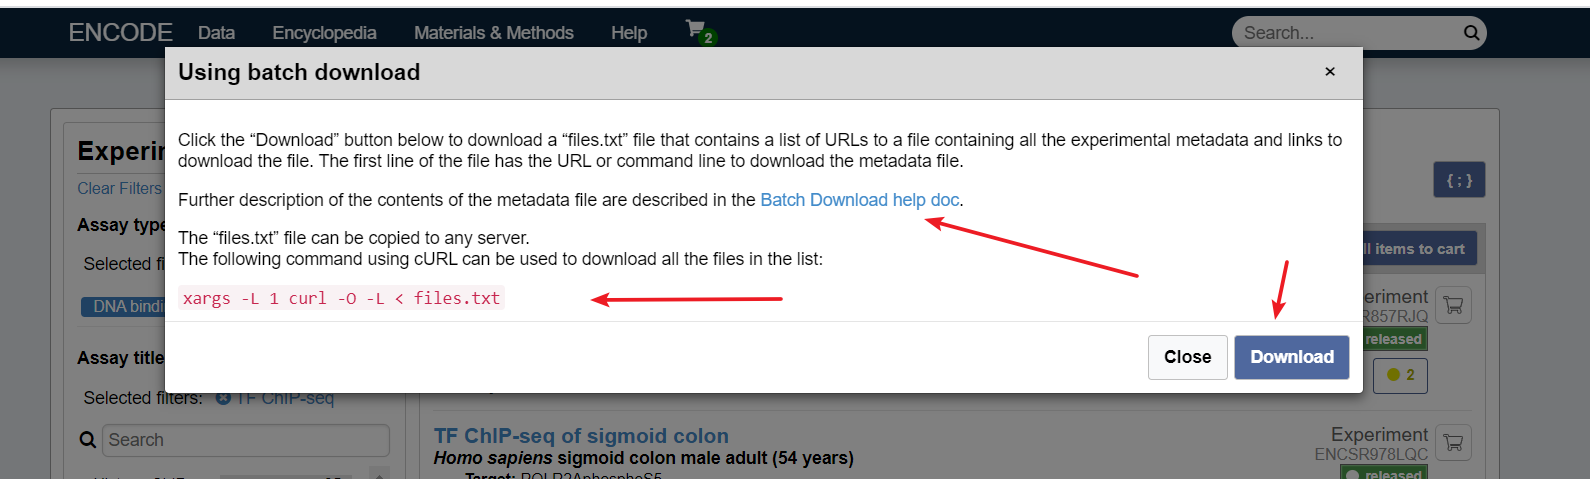 ENCODE Data Encyclopedia Materials & Methods Help 2 Search...
Using batch download ×
Click the “Download” button below to download a “files.txt” file that contains a list of URLs to a file containing all the experimental metadata and links to
download the file. The first line of the file has the URL or command line to download the metadata file.
Further description of the contents of the metadata file are described in the Batch Download help doc.
The “files.txt” file can be copied to any server.
The following command using cURL can be used to download all the files in the list:
xargs -L 1 curl -O -L < files.txt
Close Download
Experir
Clear Filters
{ ; }
Assay type
Selected fi
ll items to cart
DNA bindi
eriment
R857RJQ
released
Assay title
2
Selected filters: TF ChIP-seq
Search
TF ChIP-seq of sigmoid colon
Homo sapiens sigmoid colon male adult (54 years)
Target: POLR2AphosphoS5
Experiment
ENCSR978LQC
released